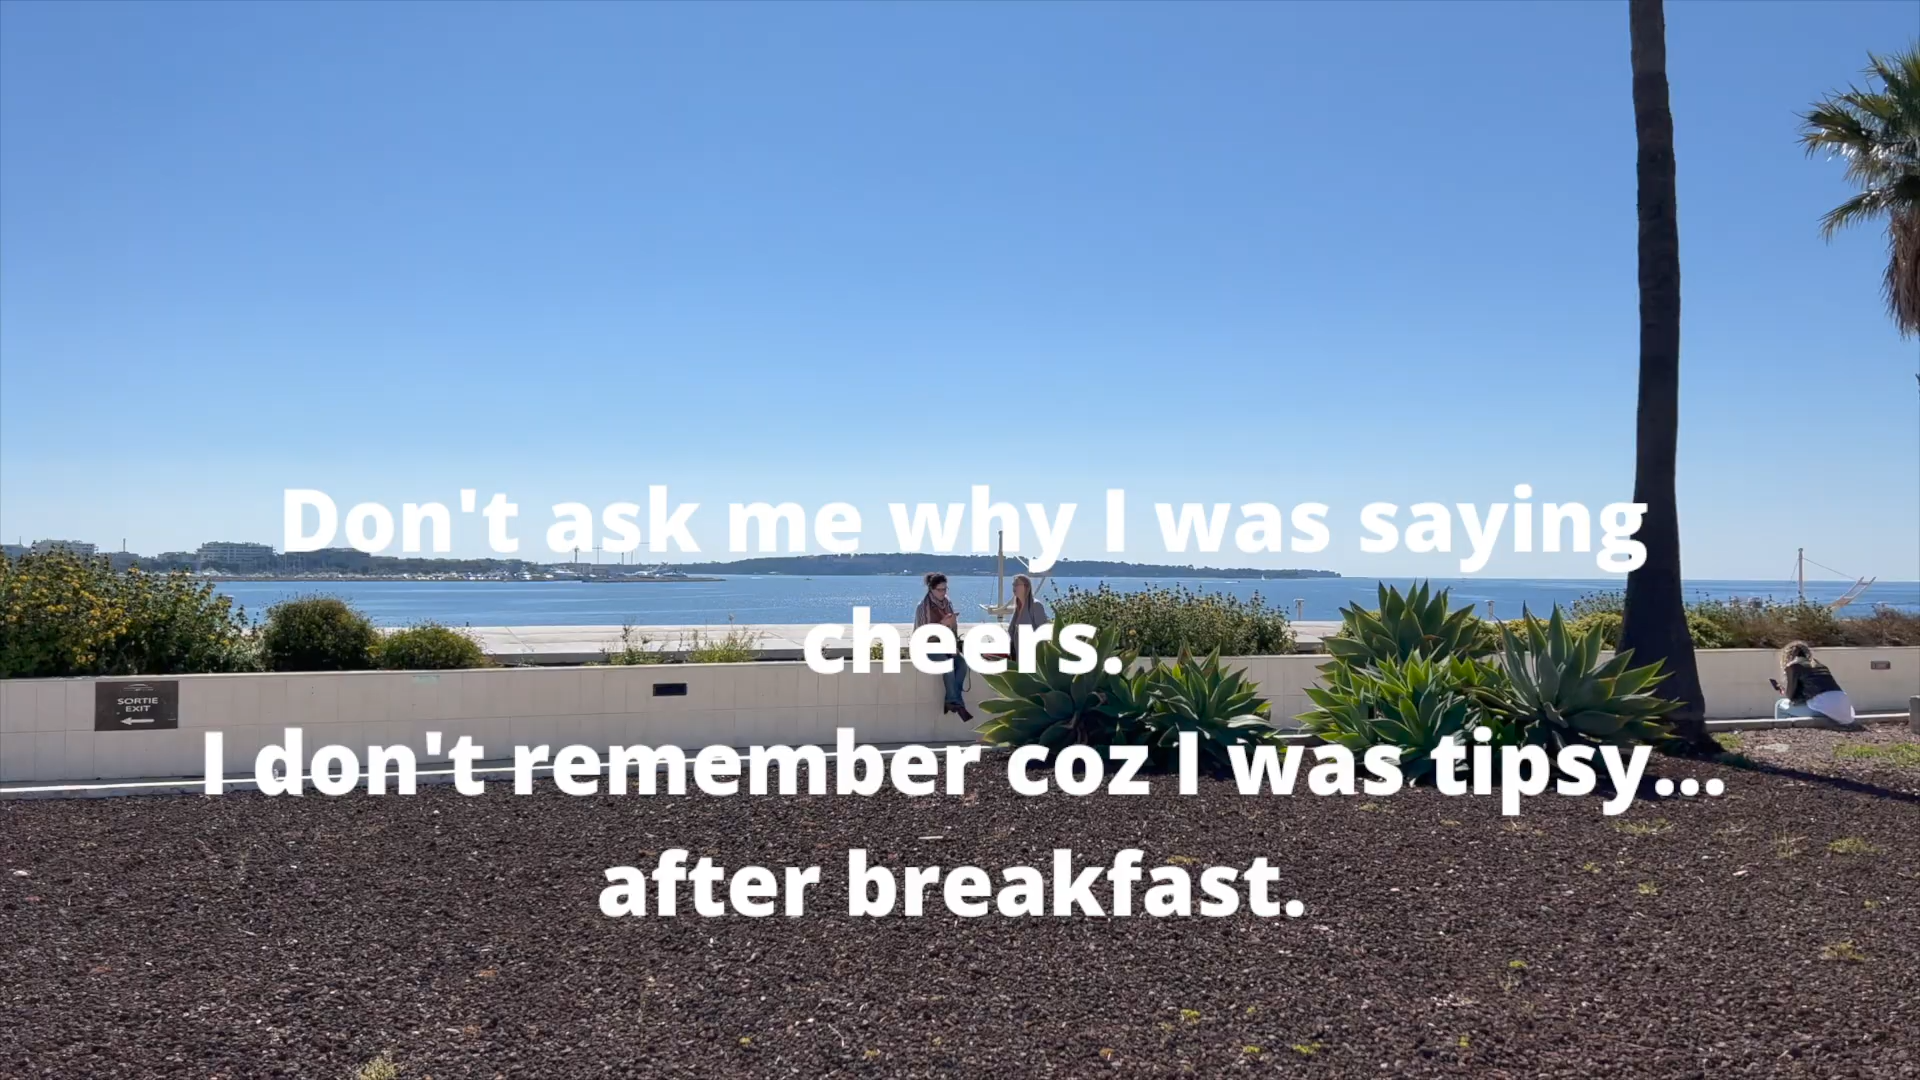 Don't ask me why I was saying
cheers.
I don't remember coz I was tipsy...
after breakfast.
SORTIE
EXIT